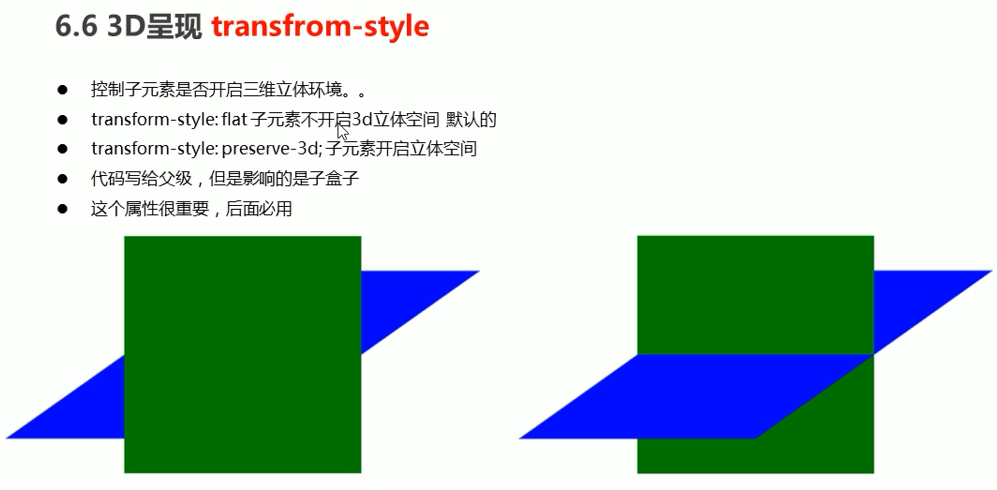 6.6 3D呈现 transfrom-style
● 控制子元素是否开启三维立体环境。。
● transform-style: flat 子元素不开启3d立体空间 默认的
● transform-style: preserve-3d; 子元素开启立体空间
● 代码写给父级，但是影响的是子盒子
● 这个属性很重要，后面必用